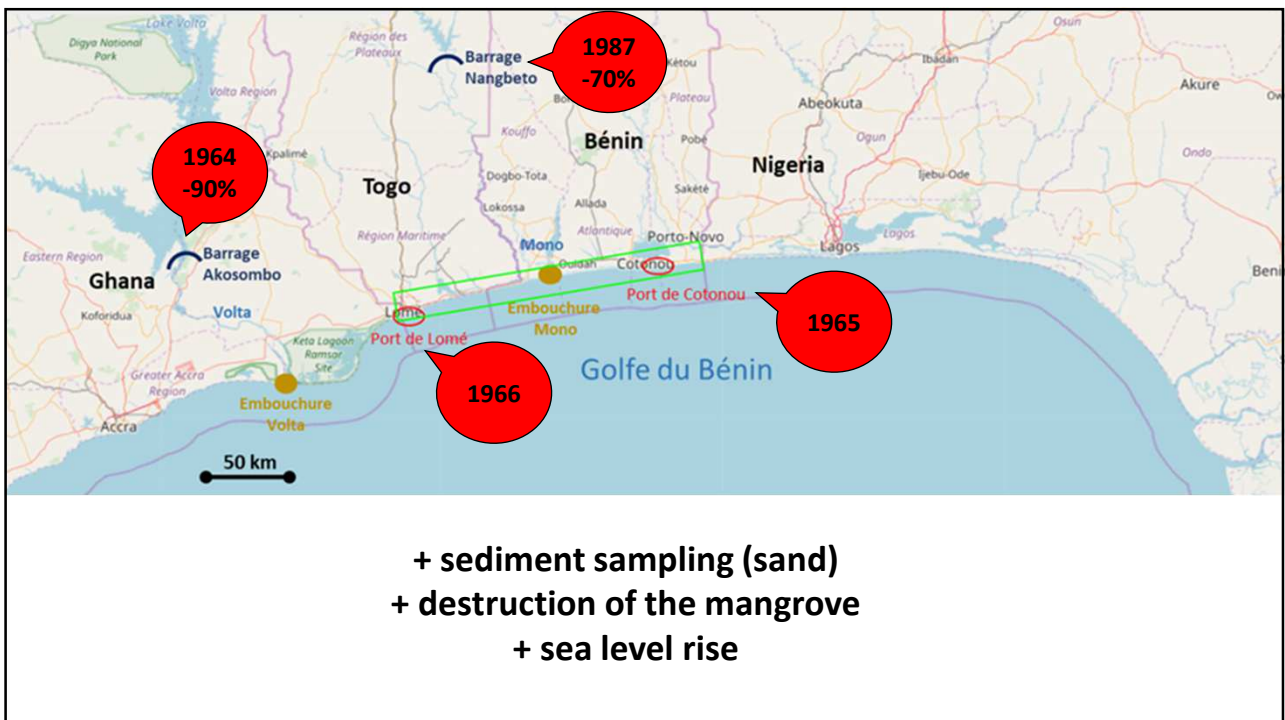 Lake Volta
Digya National
Park
Région des
Plateaux
Barrage
Nangbeto
1987
-70%
Kétou
Plateau
Osun
Ibadan
Akure
Abeokuta
Volta Region
Kouffo
Bénin
Pobè
Ogun
Ondo
1964
-90%
Kpalimé
Togo
Dogbo-Tota
Nigeria
Ijebu-Ode
Lokossa
Allada
Sakété
Région Maritime
Atlantique
Porto-Novo
Lagos
Lagos
Eastern Region
Barrage
Akosombo
Mono
Ouidah
Cotonou
Ghana
Koforidua
Volta
Lomé
Embouchure
Mono
Port de Cotonou
1965
Keta Lagoon
Ramsar
Site
Port de Lomé
Golfe du Bénin
Greater Accra
Region
1966
Embouchure
Volta
Accra
50 km
+ sediment sampling (sand)
+ destruction of the mangrove
+ sea level rise